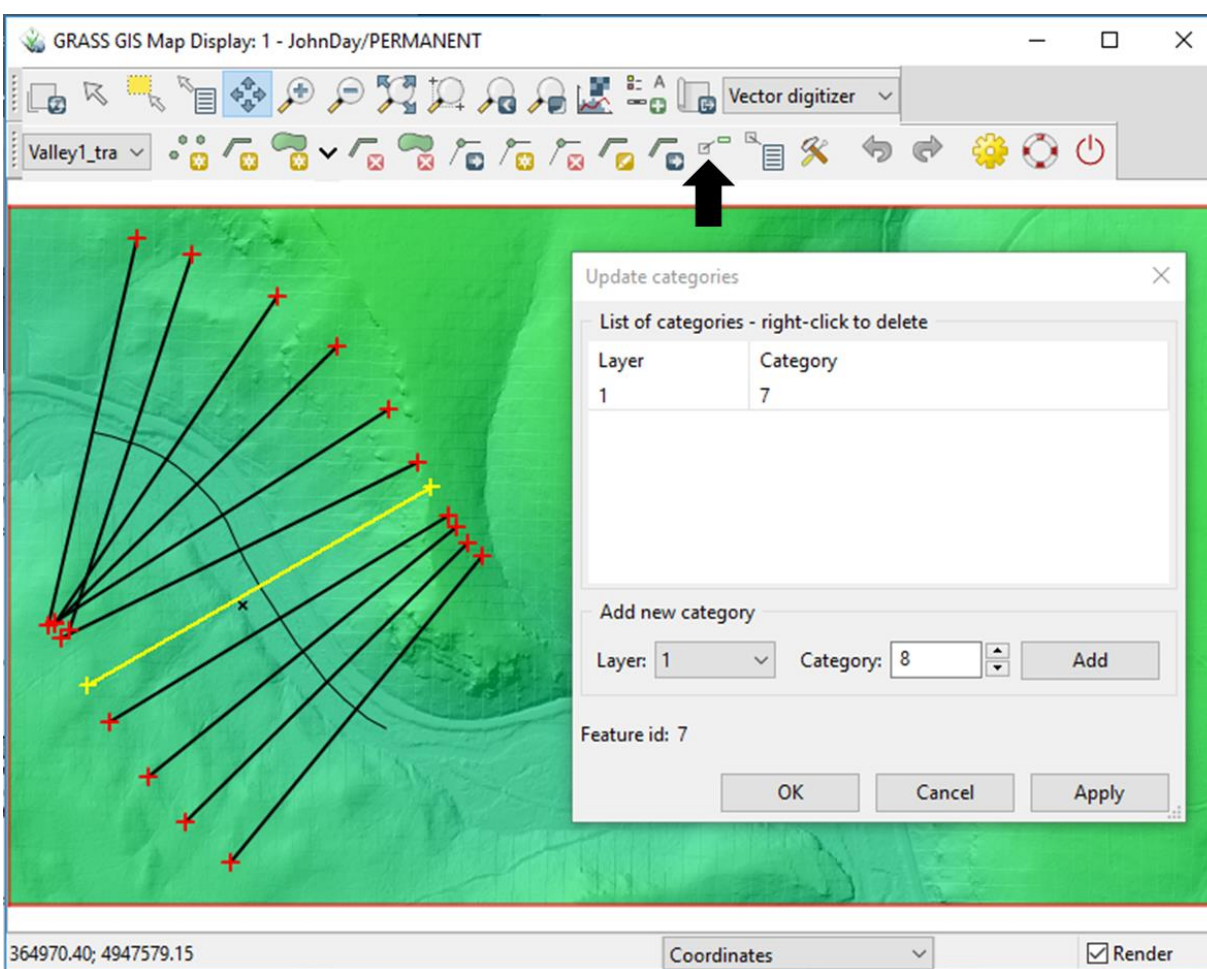 GRASS GIS Map Display: 1 - JohnDay/PERMANENT
Vector digitizer
Valley1_tra
Update categories
List of categories - right-click to delete
Layer Category
1 7
Add new category
Layer: 1 Category: 8 Add
Feature id: 7
OK Cancel Apply
364970.40; 4947579.15 Coordinates Render